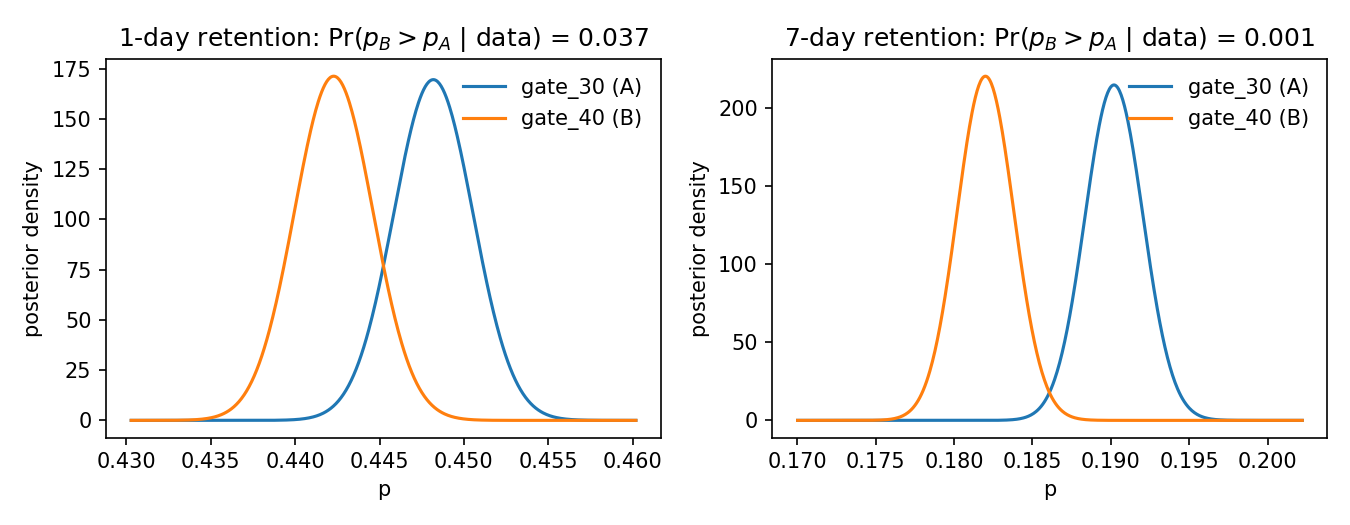 1-day retention: Pr(p_B > p_A | data) = 0.037
175
150
125
100
75
50
25
0
posterior density
gate_30 (A)
gate_40 (B)
0.430 0.435 0.440 0.445 0.450 0.455 0.460
p
7-day retention: Pr(p_B > p_A | data) = 0.001
200
150
100
50
0
posterior density
gate_30 (A)
gate_40 (B)
0.170 0.175 0.180 0.185 0.190 0.195 0.200
p